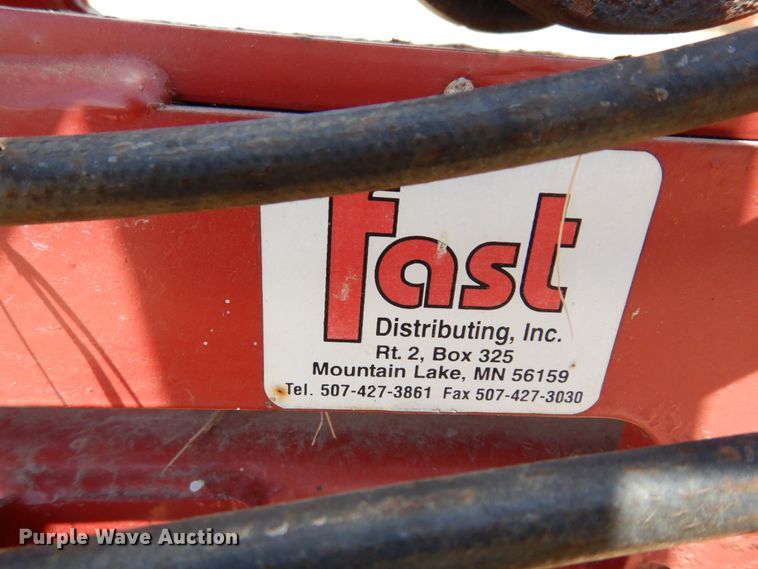 Fast
Distributing, Inc.
Rt. 2, Box 325
Mountain Lake, MN 56159
Tel. 507-427-3861 Fax 507-427-3030
Purple Wave Auction